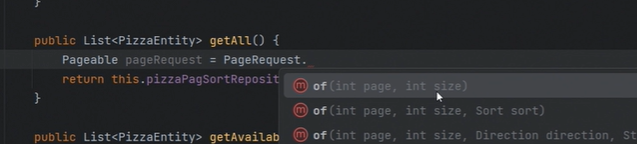 }
public List<PizzaEntity> getAll() {
Pageable pageRequest = PageRequest._
return this.pizzaPagSortReposit
of(int page, int size)
}
of(int page, int size, Sort sort)
public List<PizzaEntity> getAvailab
of(int page, int size, Direction direction, St